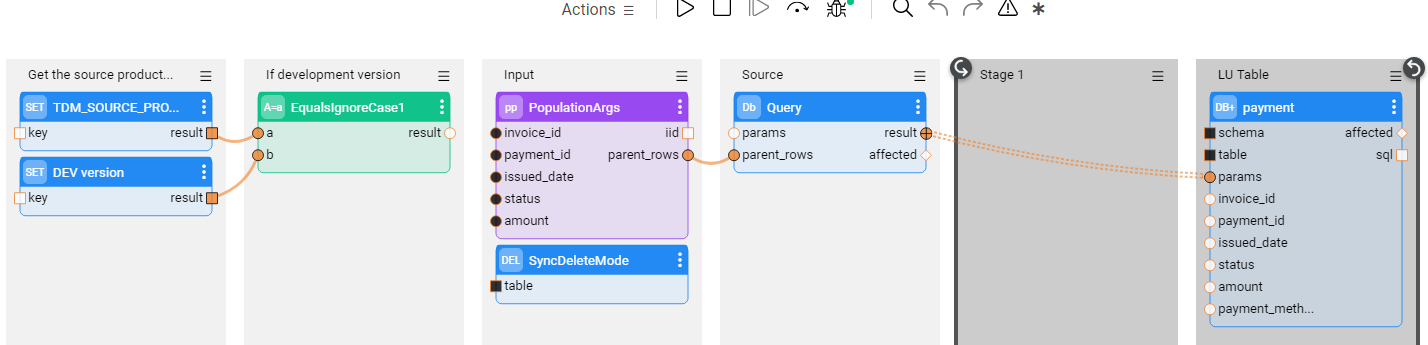 Actions
Get the source product...
SET TDM_SOURCE_PRO...
key result
SET DEV version
key result
If development version
A=a EqualsIgnoreCase1
a result
b
Input
pp PopulationArgs
invoice_id iid
payment_id parent_rows
issued_date
status
amount
DEL SyncDeleteMode
table
Source
Db Query
params result
parent_rows affected
Stage 1
LU Table
DB+ payment
schema affected
table sql
params
invoice_id
payment_id
issued_date
status
amount
payment_meth...